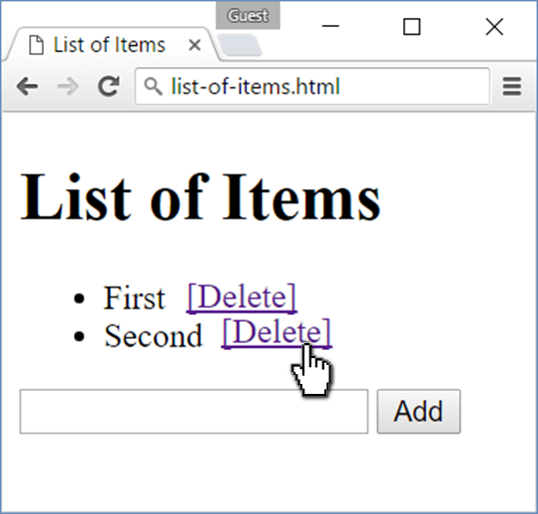 Guest
List of Items
list-of-items.html
List of Items
First [Delete]
Second [Delete]
Add